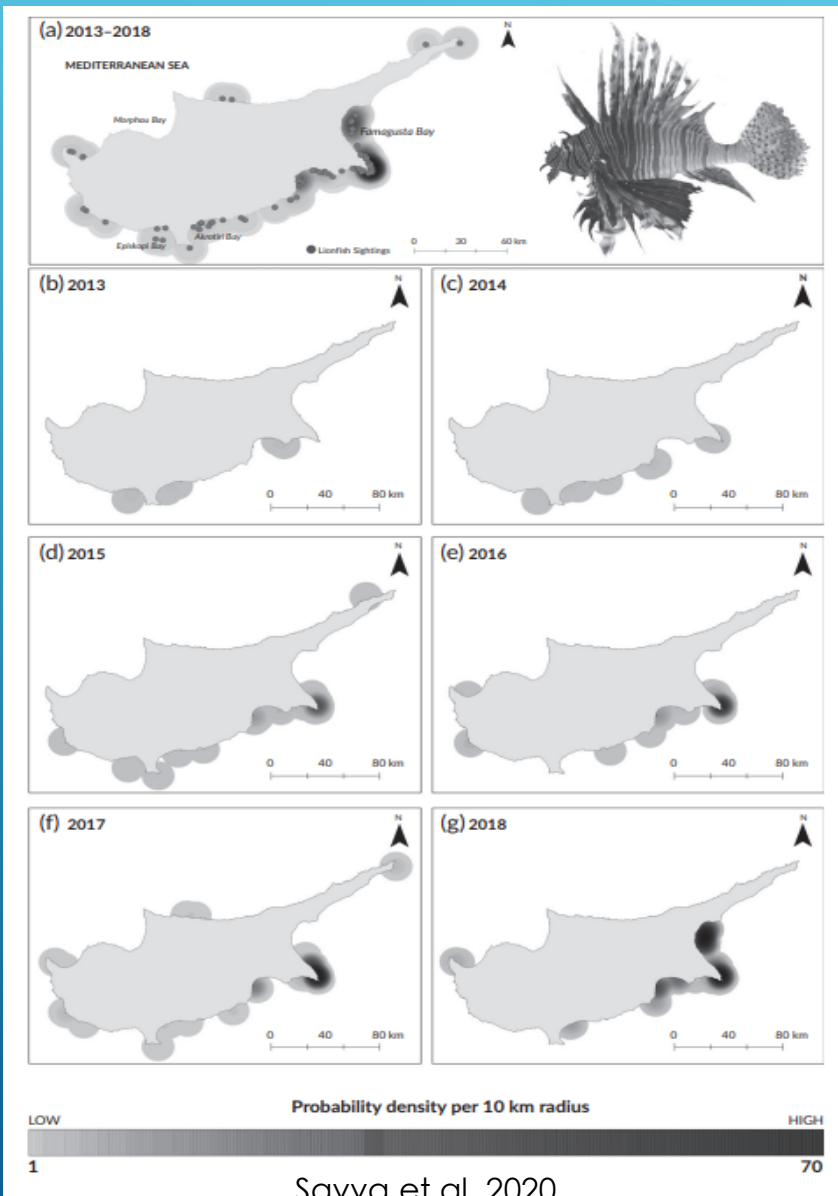 (a) 2013–2018
N
MEDITERRANEAN SEA
Morphou Bay
Famagusta Bay
Episkopi Bay
Akrotiri Bay
Lionfish Sightings
0 30 60 km
(b) 2013
N
0 40 80 km
(c) 2014
N
0 40 80 km
(d) 2015
N
0 40 80 km
(e) 2016
N
0 40 80 km
(f) 2017
N
0 40 80 km
(g) 2018
N
0 40 80 km
Probability density per 10 km radius
LOW HIGH
1 70
Savva et al. 2020